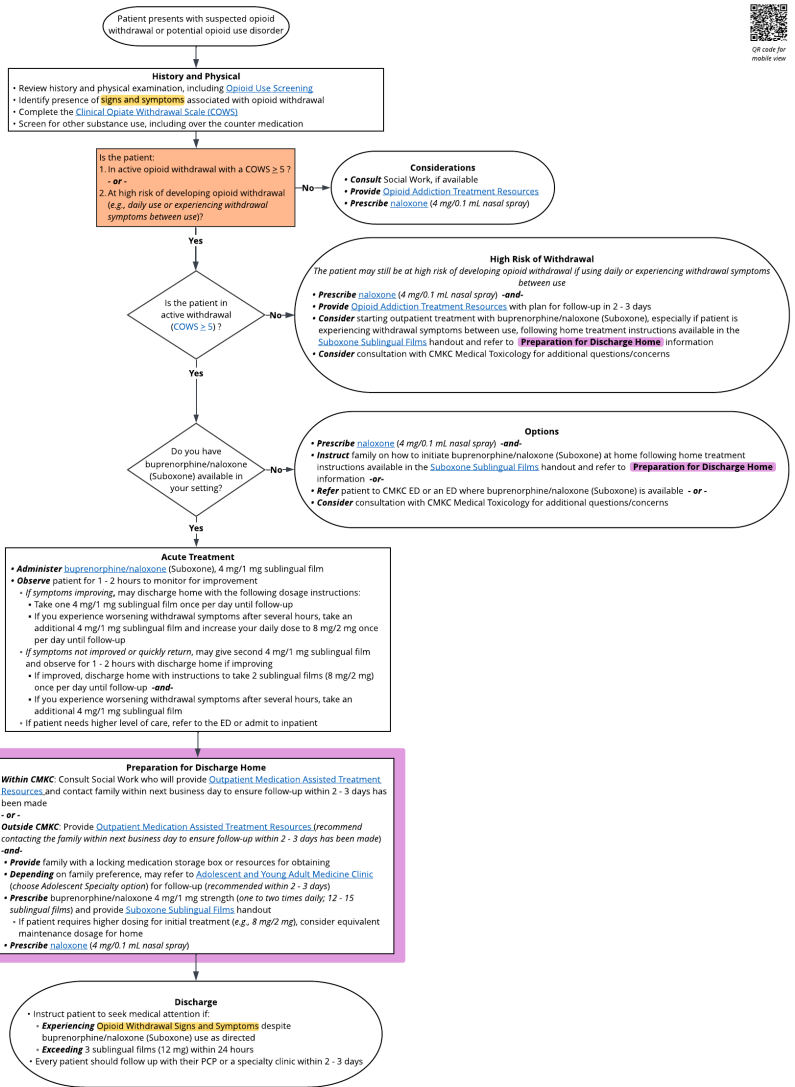 Patient presents with suspected opioid
withdrawal or potential opioid use disorder
QR code for
mobile view
History and Physical
• Review history and physical examination, including Opioid Use Screening
• Identify presence of signs and symptoms associated with opioid withdrawal
• Complete the Clinical Opiate Withdrawal Scale (COWS)
• Screen for other substance use, including over the counter medication
Is the patient:
1. In active opioid withdrawal with a COWS ≥ 5 ?
- or -
2. At high risk of developing opioid withdrawal
(e.g., daily use or experiencing withdrawal
symptoms between use)?
No
Considerations
• Consult Social Work, if available
• Provide Opioid Addiction Treatment Resources
• Prescribe naloxone (4 mg/0.1 mL nasal spray)
Yes
Is the patient in
active withdrawal
(COWS ≥ 5) ?
No
High Risk of Withdrawal
The patient may still be at high risk of developing opioid withdrawal if using daily or experiencing withdrawal symptoms
between use
• Prescribe naloxone (4 mg/0.1 mL nasal spray) -and-
• Provide Opioid Addiction Treatment Resources with plan for follow-up in 2 - 3 days
• Consider starting outpatient treatment with buprenorphine/naloxone (Suboxone), especially if patient is
experiencing withdrawal symptoms between use, following home treatment instructions available in the
Suboxone Sublingual Films handout and refer to Preparation for Discharge Home information
• Consider consultation with CMKC Medical Toxicology for additional questions/concerns
Yes
Do you have
buprenorphine/naloxone
(Suboxone) available in
your setting?
No
Options
• Prescribe naloxone (4 mg/0.1 mL nasal spray) -and-
• Instruct family on how to initiate buprenorphine/naloxone (Suboxone) at home following home treatment
instructions available in the Suboxone Sublingual Films handout and refer to Preparation for Discharge Home
information -or-
• Refer patient to CMKC ED or an ED where buprenorphine/naloxone (Suboxone) is available - or -
• Consider consultation with CMKC Medical Toxicology for additional questions/concerns
Yes
Acute Treatment
• Administer buprenorphine/naloxone (Suboxone), 4 mg/1 mg sublingual film
• Observe patient for 1 - 2 hours to monitor for improvement
◦ If symptoms improving, may discharge home with the following dosage instructions:
▪ Take one 4 mg/1 mg sublingual film once per day until follow-up
▪ If you experience worsening withdrawal symptoms after several hours, take an
additional 4 mg/1 mg sublingual film and increase your daily dose to 8 mg/2 mg once
per day until follow-up
◦ If symptoms not improved or quickly return, may give second 4 mg/1 mg sublingual film
and observe for 1 - 2 hours with discharge home if improving
▪ If improved, discharge home with instructions to take 2 sublingual films (8 mg/2 mg)
once per day until follow-up -and-
▪ If you experience worsening withdrawal symptoms after several hours, take an
additional 4 mg/1 mg sublingual film
◦ If patient needs higher level of care, refer to the ED or admit to inpatient
Preparation for Discharge Home
Within CMKC: Consult Social Work who will provide Outpatient Medication Assisted Treatment
Resources and contact family within next business day to ensure follow-up within 2 - 3 days has
been made
- or -
Outside CMKC: Provide Outpatient Medication Assisted Treatment Resources (recommend
contacting the family within next business day to ensure follow-up within 2 - 3 days has been made)
-and-
• Provide family with a locking medication storage box or resources for obtaining
• Depending on family preference, may refer to Adolescent and Young Adult Medicine Clinic
(choose Adolescent Specialty option) for follow-up (recommended within 2 - 3 days)
• Prescribe buprenorphine/naloxone 4 mg/1 mg strength (one to two times daily; 12 - 15
sublingual films) and provide Suboxone Sublingual Films handout
◦ If patient requires higher dosing for initial treatment (e.g., 8 mg/2 mg), consider equivalent
maintenance dosage for home
• Prescribe naloxone (4 mg/0.1 mL nasal spray)
Discharge
• Instruct patient to seek medical attention if:
◦ Experiencing Opioid Withdrawal Signs and Symptoms despite
buprenorphine/naloxone (Suboxone) use as directed
◦ Exceeding 3 sublingual films (12 mg) within 24 hours
• Every patient should follow up with their PCP or a specialty clinic within 2 - 3 days